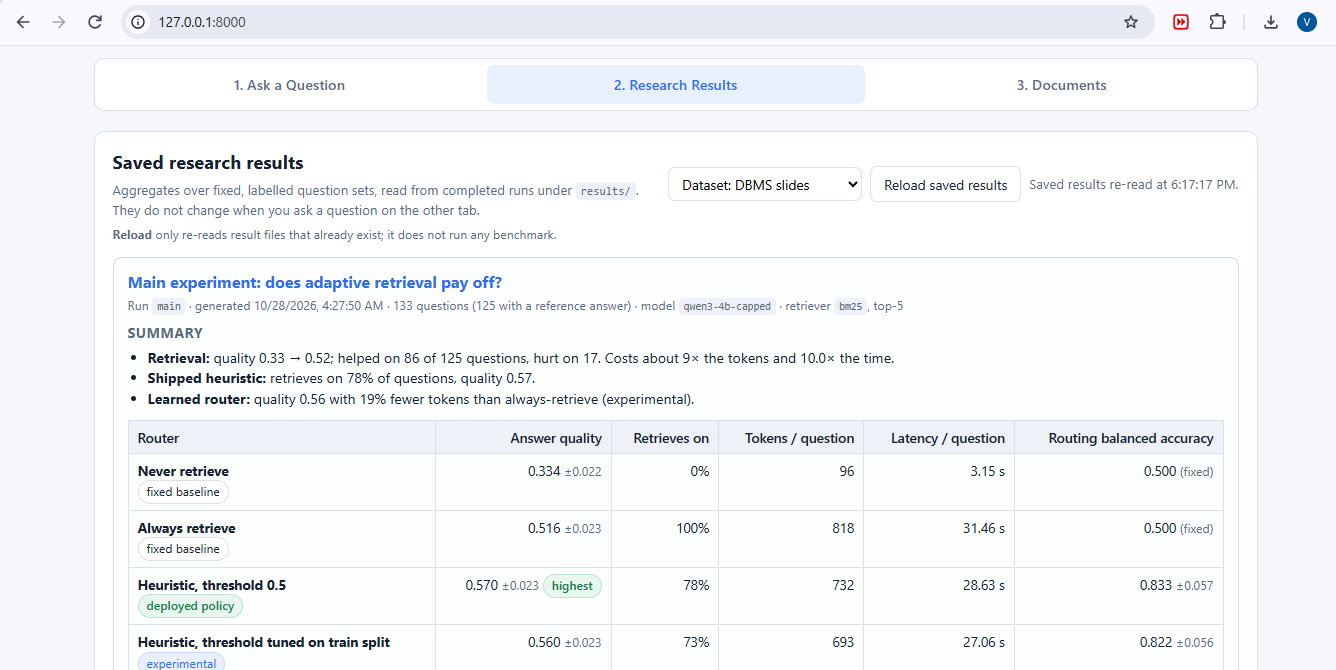 127.0.0.1:8000
V
1. Ask a Question
2. Research Results
3. Documents
Saved research results
Aggregates over fixed, labelled question sets, read from completed runs under results/ .
They do not change when you ask a question on the other tab.
Reload only re-reads result files that already exist; it does not run any benchmark.
Dataset: DBMS slides
Reload saved results
Saved results re-read at 6:17:17 PM.
Main experiment: does adaptive retrieval pay off?
Run main · generated 10/28/2026, 4:27:50 AM · 133 questions (125 with a reference answer) · model qwen3-4b-capped · retriever bm25 , top-5
SUMMARY
• Retrieval: quality 0.33 → 0.52; helped on 86 of 125 questions, hurt on 17. Costs about 9× the tokens and 10.0× the time.
• Shipped heuristic: retrieves on 78% of questions, quality 0.57.
• Learned router: quality 0.56 with 19% fewer tokens than always-retrieve (experimental).
Router Answer quality Retrieves on Tokens / question Latency / question Routing balanced accuracy
Never retrieve 0.334 ±0.022 0% 96 3.15 s 0.500 (fixed)
fixed baseline
Always retrieve 0.516 ±0.023 100% 818 31.46 s 0.500 (fixed)
fixed baseline
Heuristic, threshold 0.5 0.570 ±0.023 highest 78% 732 28.63 s 0.833 ±0.057
deployed policy
Heuristic, threshold tuned on train split 0.560 ±0.023 73% 693 27.06 s 0.822 ±0.056
experimental